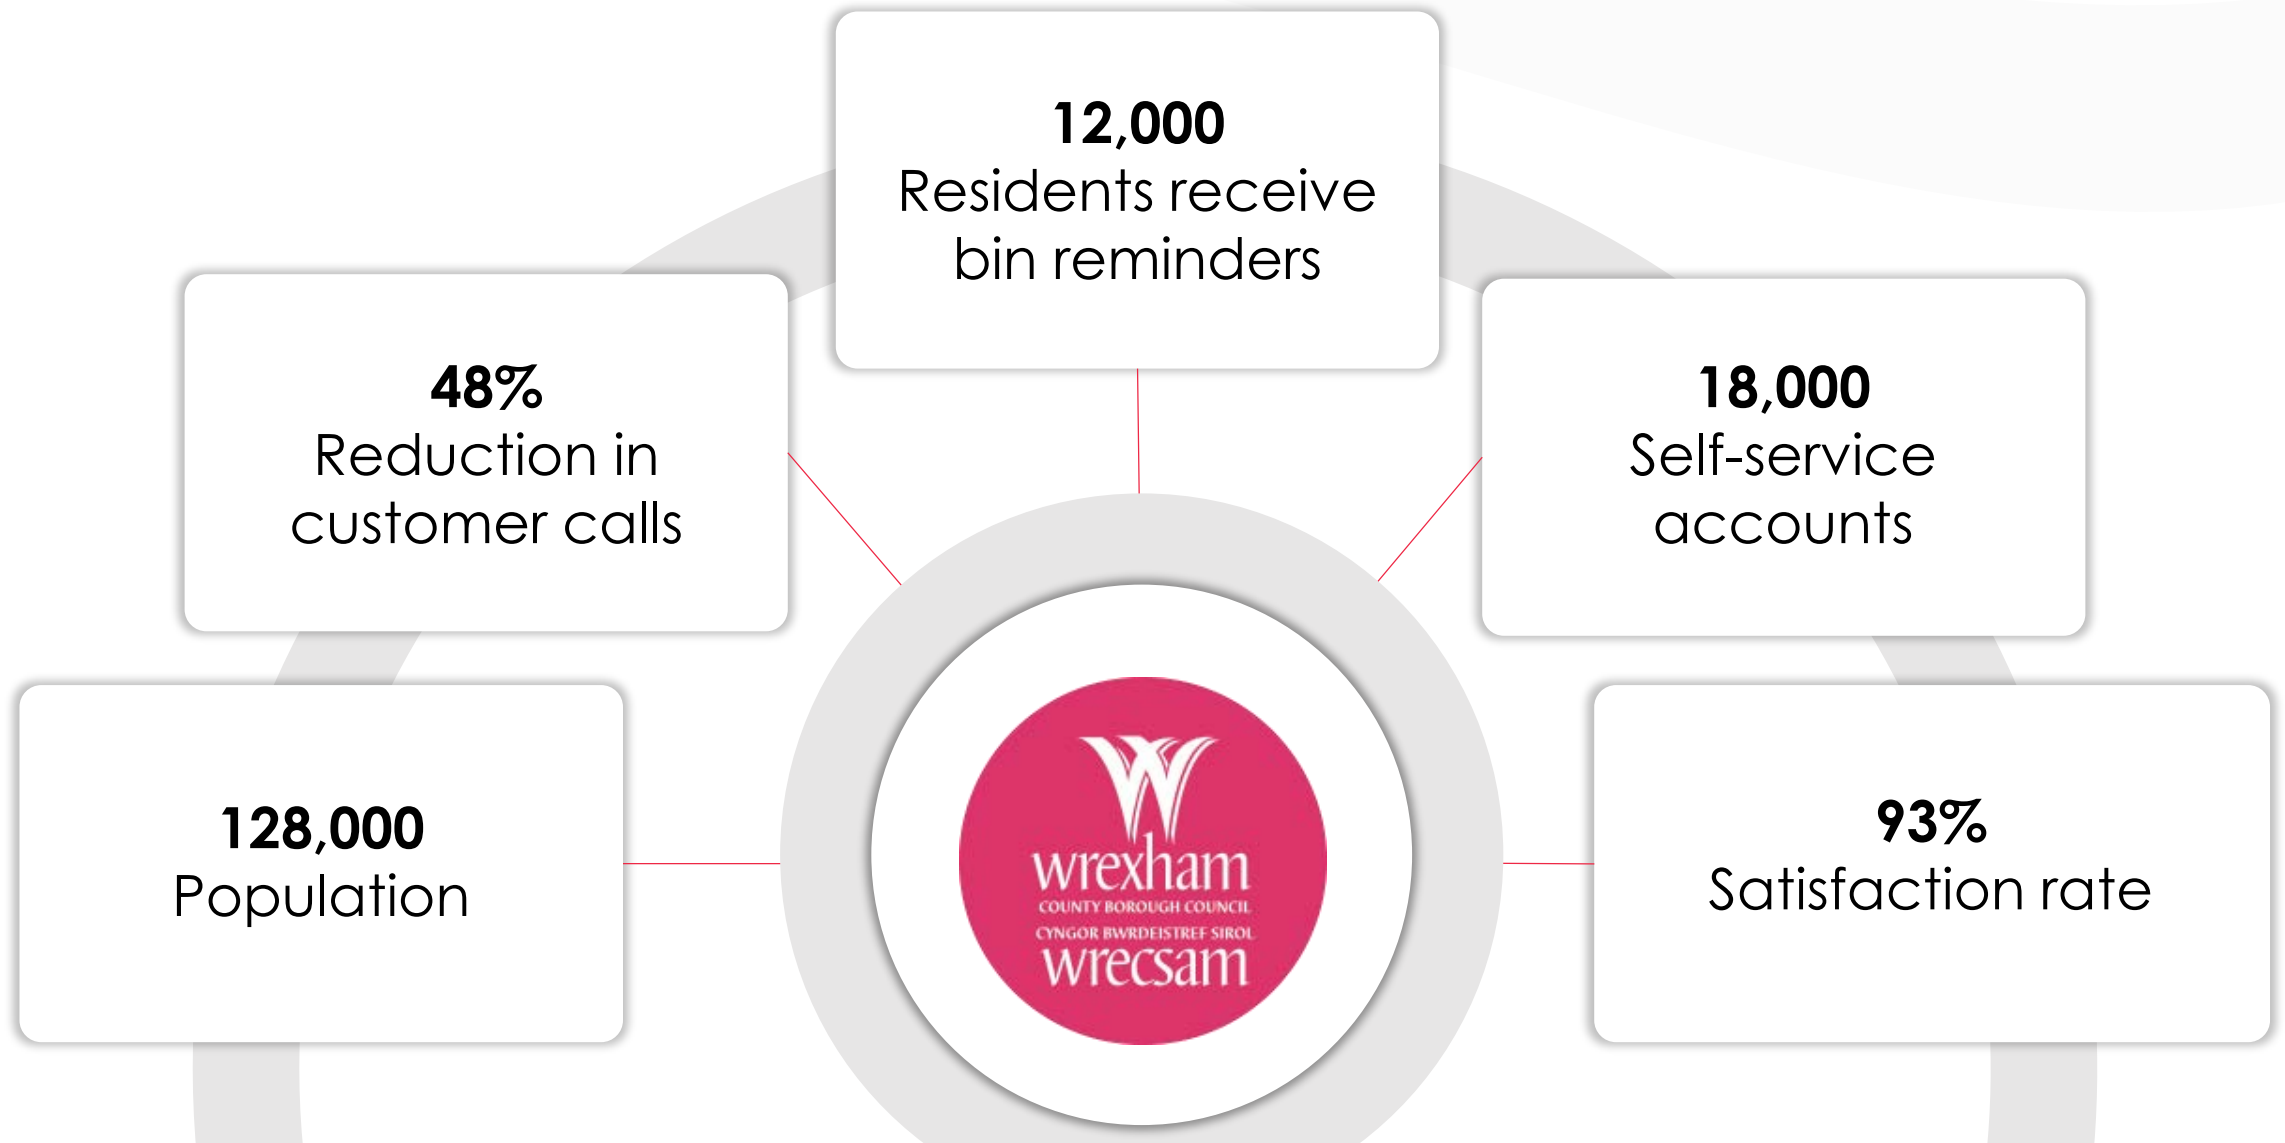 12,000
Residents receive
bin reminders
48%
Reduction in
customer calls
18,000
Self-service
accounts
128,000
Population
93%
Satisfaction rate
wrexham
COUNTY BOROUGH COUNCIL
CYNGOR BWRDEISTREF SIROL
wrecsam